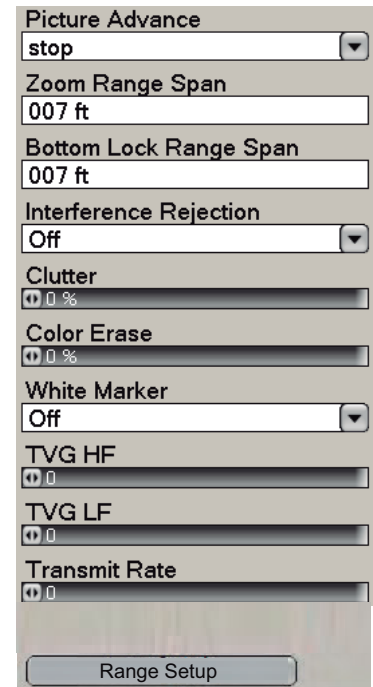 Picture Advance
stop
Zoom Range Span
007 ft
Bottom Lock Range Span
007 ft
Interference Rejection
Off
Clutter
0 %
Color Erase
0 %
White Marker
Off
TVG HF
0
TVG LF
0
Transmit Rate
0
Range Setup